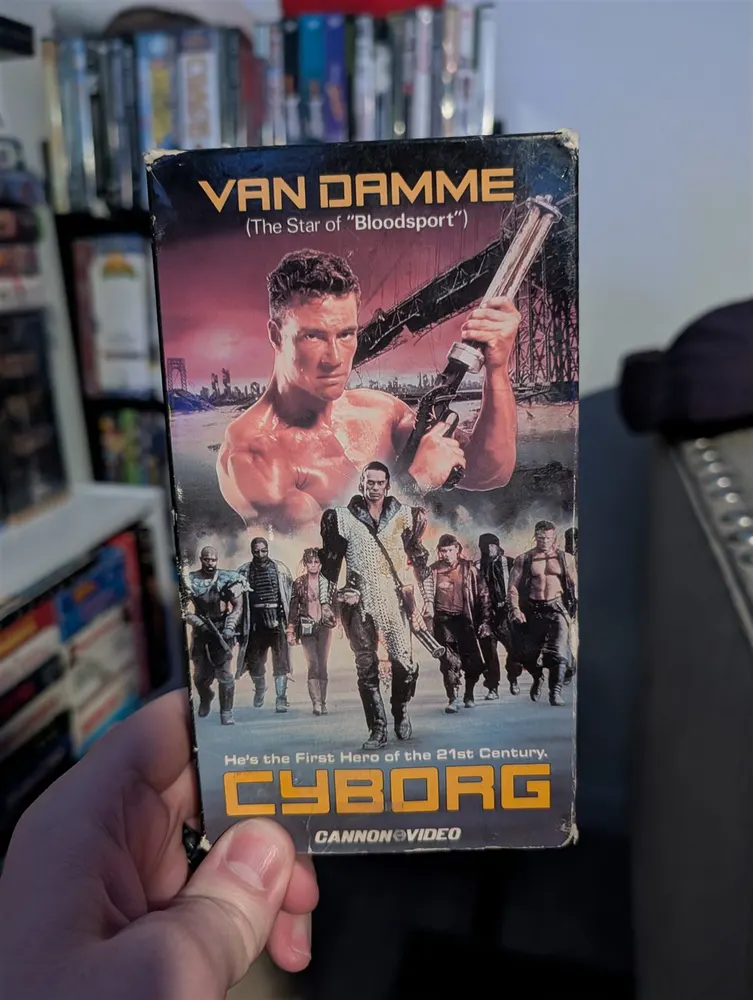 VAN DAMME
(The Star of "Bloodsport")
He's the First Hero of the 21st Century.
CYBORG
CANNON VIDEO